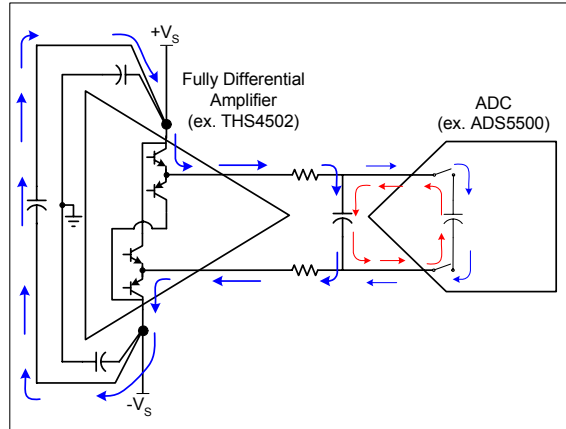 +VS
Fully Differential
Amplifier
(ex. THS4502)
ADC
(ex. ADS5500)
-VS